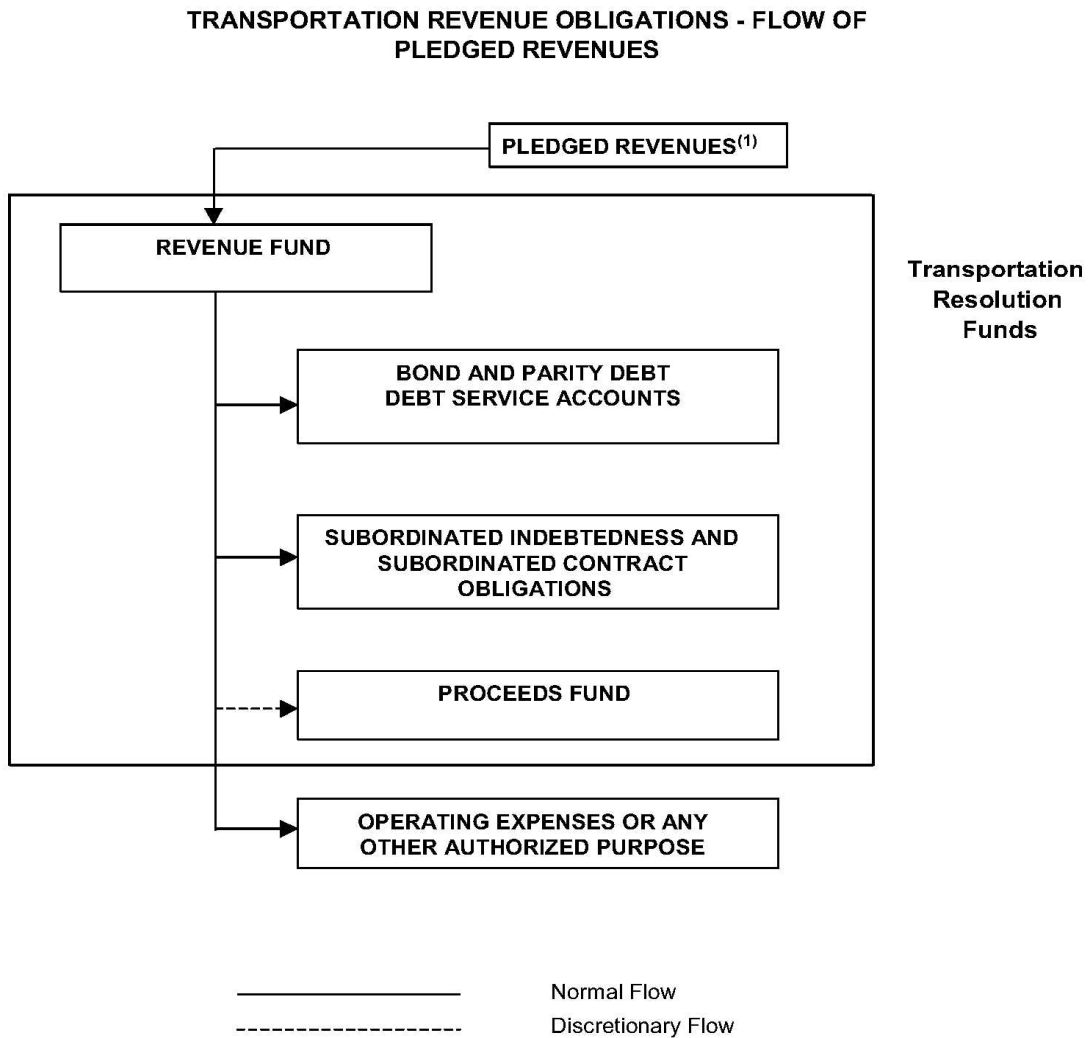 TRANSPORTATION REVENUE OBLIGATIONS - FLOW OF
PLEDGED REVENUES
PLEDGED REVENUES(1)
REVENUE FUND
Transportation
Resolution
Funds
BOND AND PARITY DEBT
DEBT SERVICE ACCOUNTS
SUBORDINATED INDEBTEDNESS AND
SUBORDINATED CONTRACT
OBLIGATIONS
PROCEEDS FUND
OPERATING EXPENSES OR ANY
OTHER AUTHORIZED PURPOSE
Normal Flow
Discretionary Flow